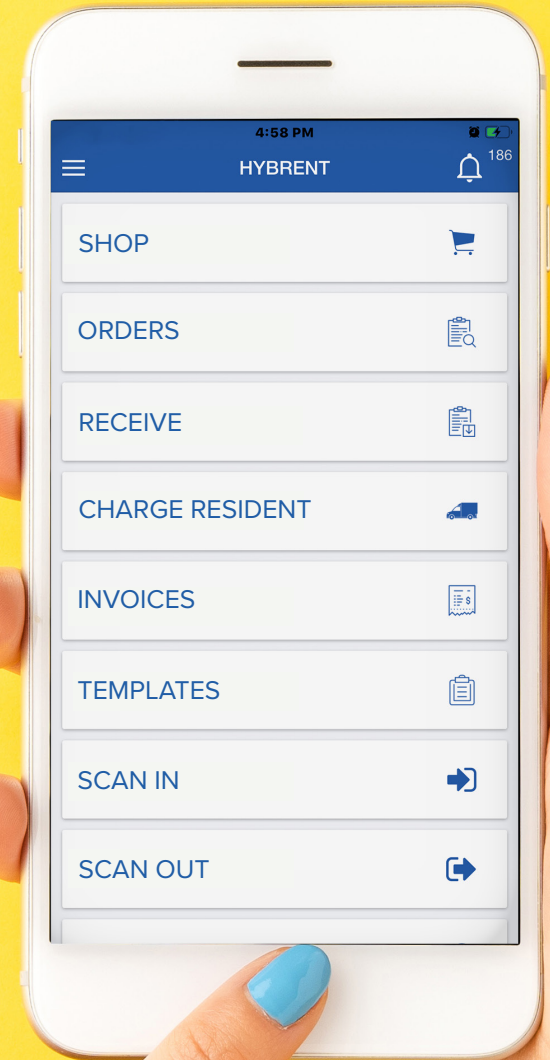 4:58 PM
HYBRENT
186
SHOP
ORDERS
RECEIVE
CHARGE RESIDENT
INVOICES
$
TEMPLATES
SCAN IN
SCAN OUT